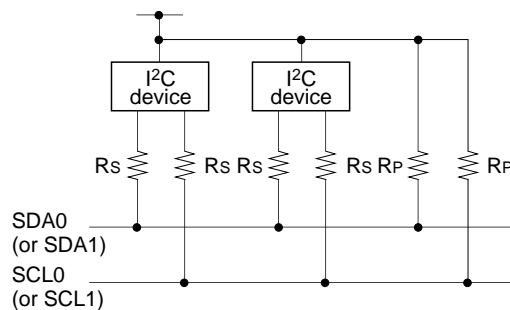 I²C
device
I²C
device
RS RS RS RS RP RP
SDA0
(or SDA1)
SCL0
(or SCL1)